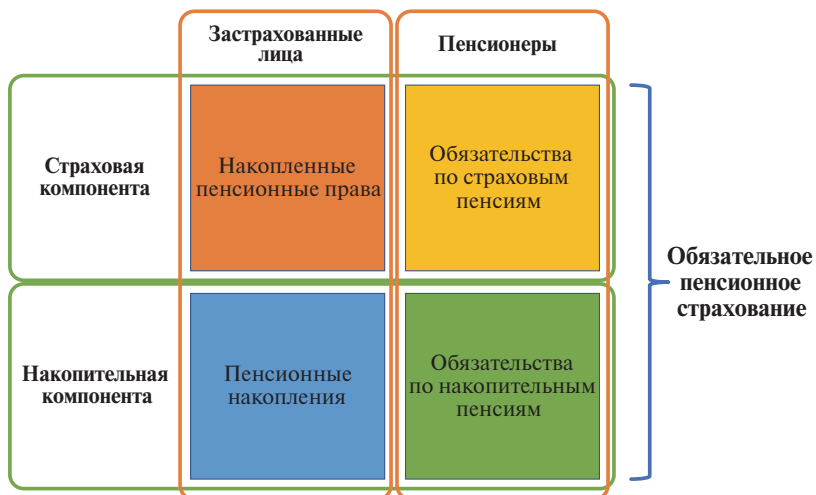 Застрахованные
лица
Пенсионеры
Страховая
компонента
Накопленные
пенсионные права
Обязательства
по страховым
пенсиям
Обязательное
пенсионное
страхование
Накопительная
компонента
Пенсионные
накопления
Обязательства
по накопительным
пенсиям